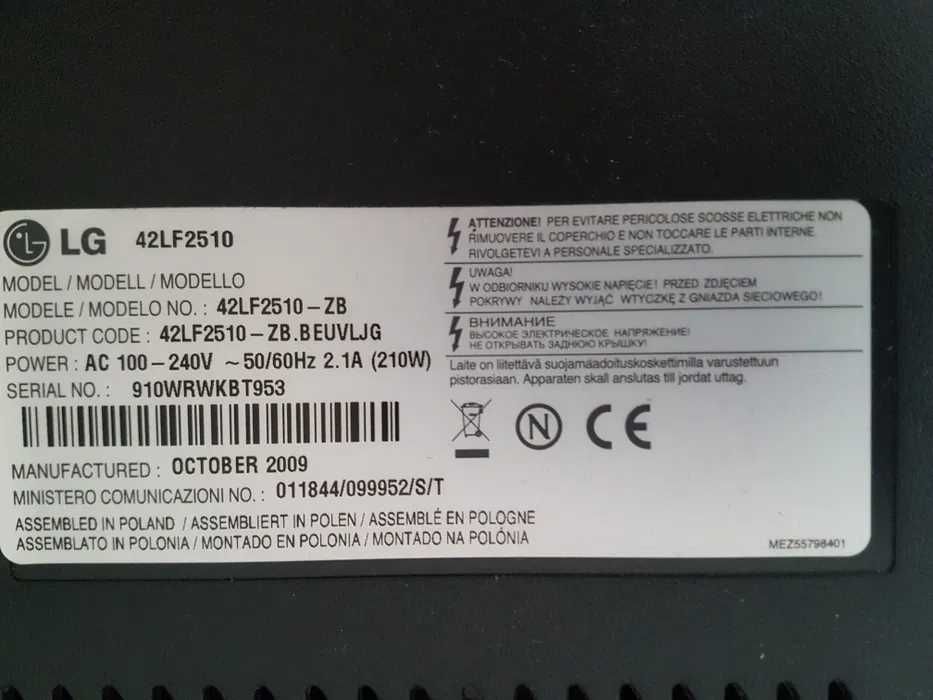 LG 42LF2510
MODEL / MODELL / MODELLO
MODELE / MODELO NO. : 42LF2510-ZB
PRODUCT CODE : 42LF2510-ZB.BEUVLJG
POWER : AC 100-240V ~50/60Hz 2.1A (210W)
SERIAL NO. : 910WRWKBT953
MANUFACTURED : OCTOBER 2009
MINISTERO COMUNICAZIONI NO. : 011844/099952/S/T
ASSEMBLED IN POLAND / ASSEMBLIERT IN POLEN / ASSEMBLÉ EN POLOGNE
ASSEMBLATO IN POLONIA / MONTADO EN POLONIA / MONTADO NA POLÓNIA
ATTENZIONE! PER EVITARE PERICOLOSE SCOSSE ELETTRICHE NON
RIMUOVERE IL COPERCHIO E NON TOCCARE LE PARTI INTERNE.
RIVOLGETEVI A PERSONALE SPECIALIZZATO.
UWAGA!
W ODBIORNIKU WYSOKIE NAPIĘCIE! PRZED ZDJĘCIEM
POKRYWY NALEŻY WYJĄĆ WTYCZKĘ Z GNIAZDA SIECIOWEGO!
ВНИМАНИЕ
ВЫСОКОЕ ЭЛЕКТРИЧЕСКОЕ НАПРЯЖЕНИЕ!
НЕ ОТКРЫВАТЬ ЗАДНЮЮ КРЫШКУ!
Laite on liitettävä suojamaadoituskoskettimilla varustettuun
pistorasiaan. Apparaten skall anslutas till jordat uttag.
N CE
MEZ55798401